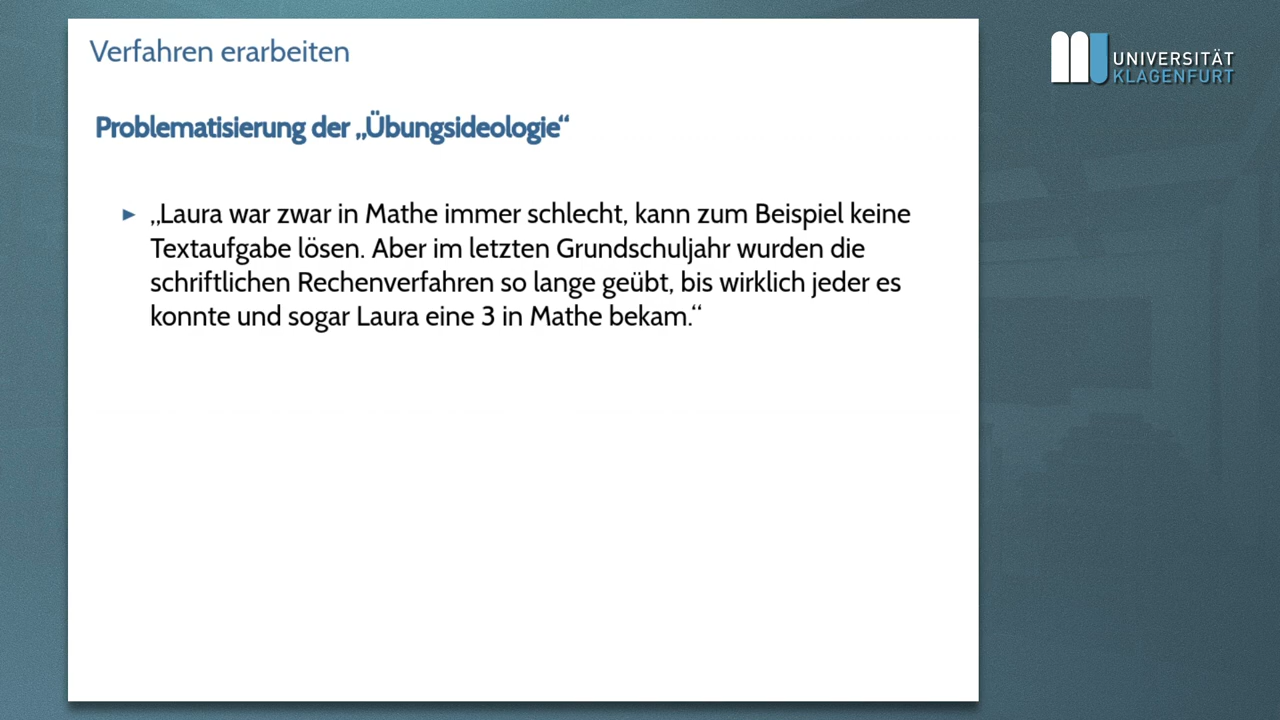 Verfahren erarbeiten
UNIVERSITÄT
KLAGENFURT
Problematisierung der „Übungsideologie“
„Laura war zwar in Mathe immer schlecht, kann zum Beispiel keine
Textaufgabe lösen. Aber im letzten Grundschuljahr wurden die
schriftlichen Rechenverfahren so lange geübt, bis wirklich jeder es
konnte und sogar Laura eine 3 in Mathe bekam.“